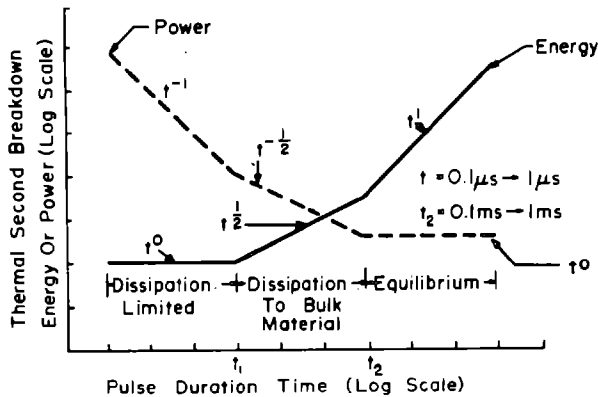 Power
Energy
t⁻¹
t⁻½
t¹
t½
t⁰
t = 0.1μs → 1μs
t₂ = 0.1ms → 1ms
t⁰
Dissipation Limited
Dissipation To Bulk Material
Equilibrium
t₁
t₂
Pulse Duration Time (Log Scale)
Thermal Second Breakdown
Energy Or Power (Log Scale)